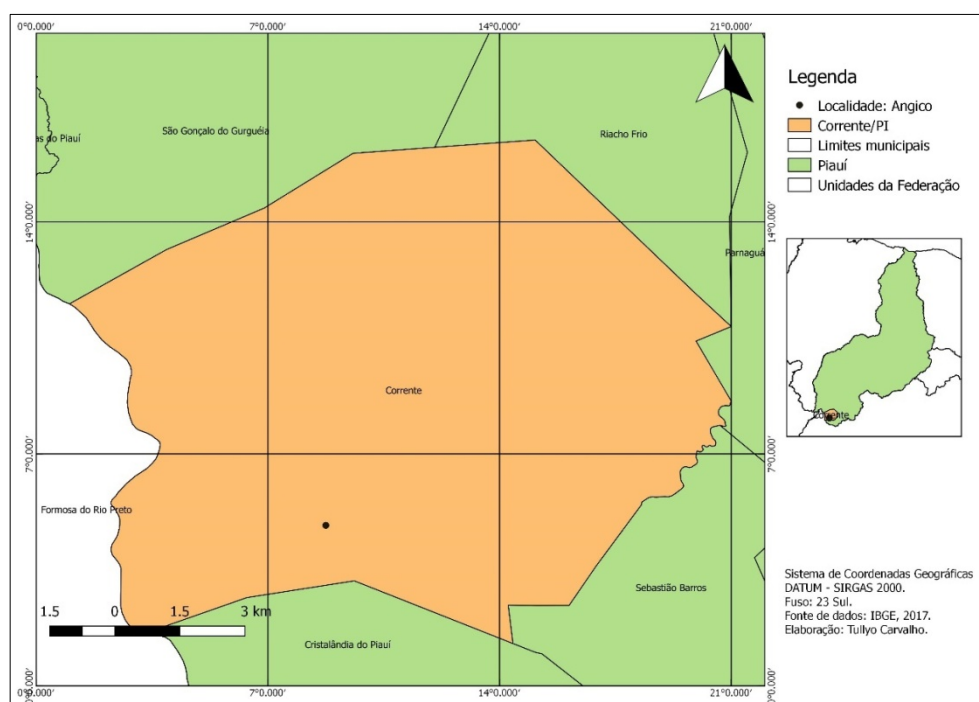 0°0.000' 7°0.000' 14°0.000' 21°0.000'
São Gonçalo do Gurguéia
as do Piauí
Riacho Frio
14°0.000' 14°0.000'
Parnaguá
Corrente
7°0.000' 7°0.000'
Formosa do Rio Preto
Sebastião Barros
1.5 0 1.5 3 km
Cristalândia do Piauí
0°0.000' 0°0.000'
0°0.000' 7°0.000' 14°0.000' 21°0.000'
Legenda
Localidade: Angico
Corrente/PI
Limites municipais
Piauí
Unidades da Federação
Corrente
Sistema de Coordenadas Geográficas
DATUM - SIRGAS 2000.
Fuso: 23 Sul.
Fonte de dados: IBGE, 2017.
Elaboração: Tullyo Carvalho.